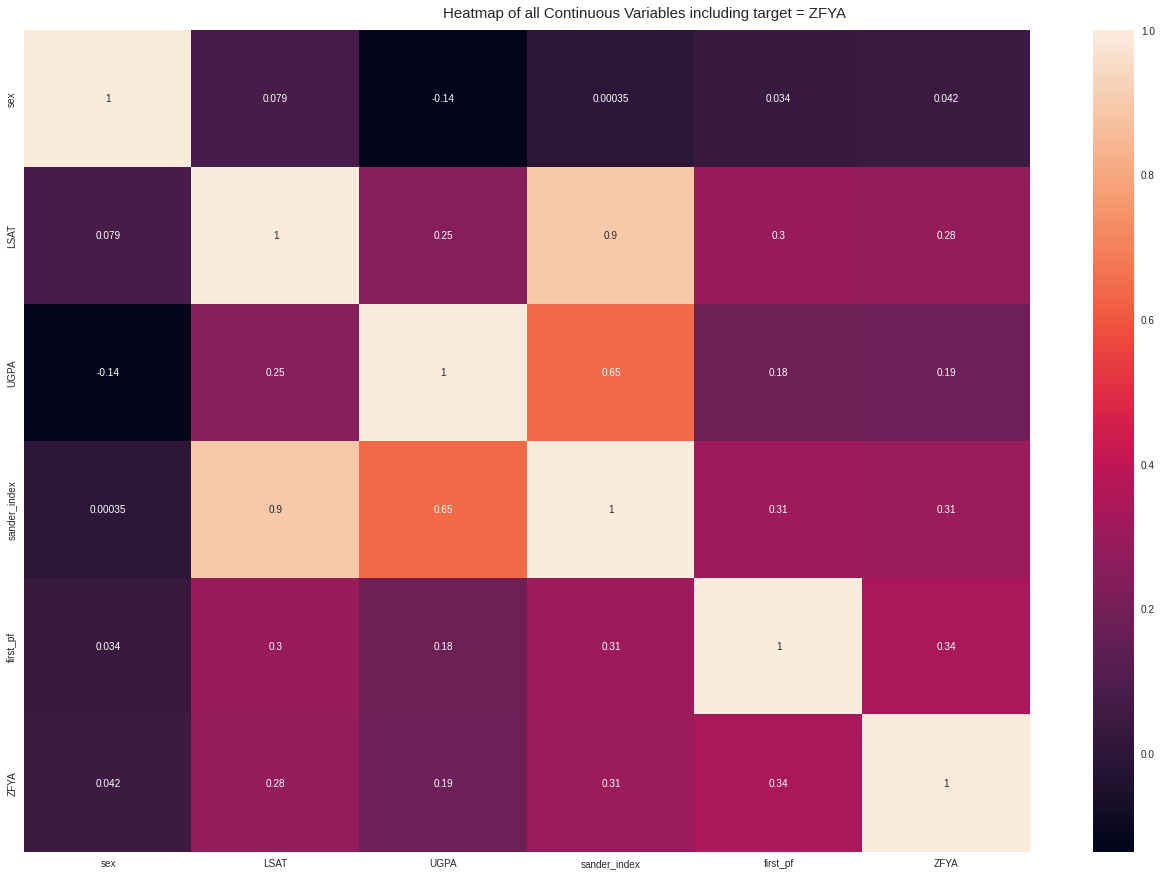 Heatmap of all Continuous Variables including target = ZFYA
sex 1 0.079 -0.14 0.00035 0.034 0.042
LSAT 0.079 1 0.25 0.9 0.3 0.28
UGPA -0.14 0.25 1 0.65 0.18 0.19
sander_index 0.00035 0.9 0.65 1 0.31 0.31
first_pf 0.034 0.3 0.18 0.31 1 0.34
ZFYA 0.042 0.28 0.19 0.31 0.34 1
sex LSAT UGPA sander_index first_pf ZFYA
1.0
0.8
0.6
0.4
0.2
0.0